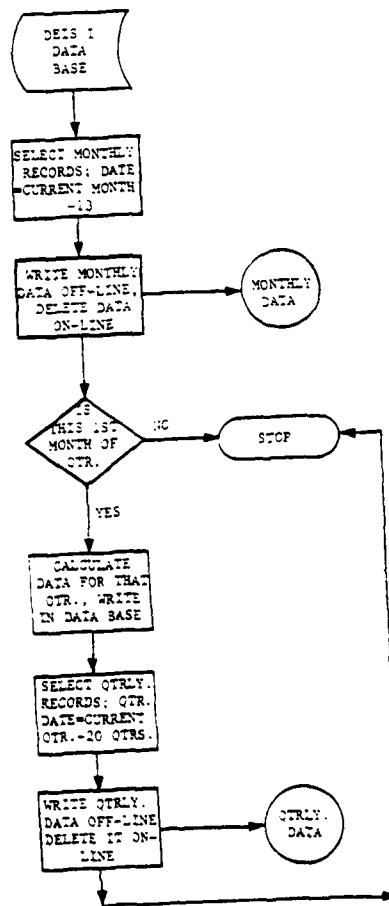 DEIS I
DATA
BASE
SELECT MONTHLY
RECORDS; DATE
=CURRENT MONTH
-13
WRITE MONTHLY
DATA OFF-LINE,
DELETE DATA
ON-LINE
MONTHLY
DATA
IS
THIS 1ST
MONTH OF
QTR.
NO
STOP
YES
CALCULATE
DATA FOR THAT
QTR., WRITE
IN DATA BASE
SELECT QTRLY.
RECORDS; QTR.
DATE=CURRENT
QTR.-20 QTRS.
WRITE QTRLY.
DATA OFF-LINE
DELETE IT ON-
LINE
QTRLY.
DATA